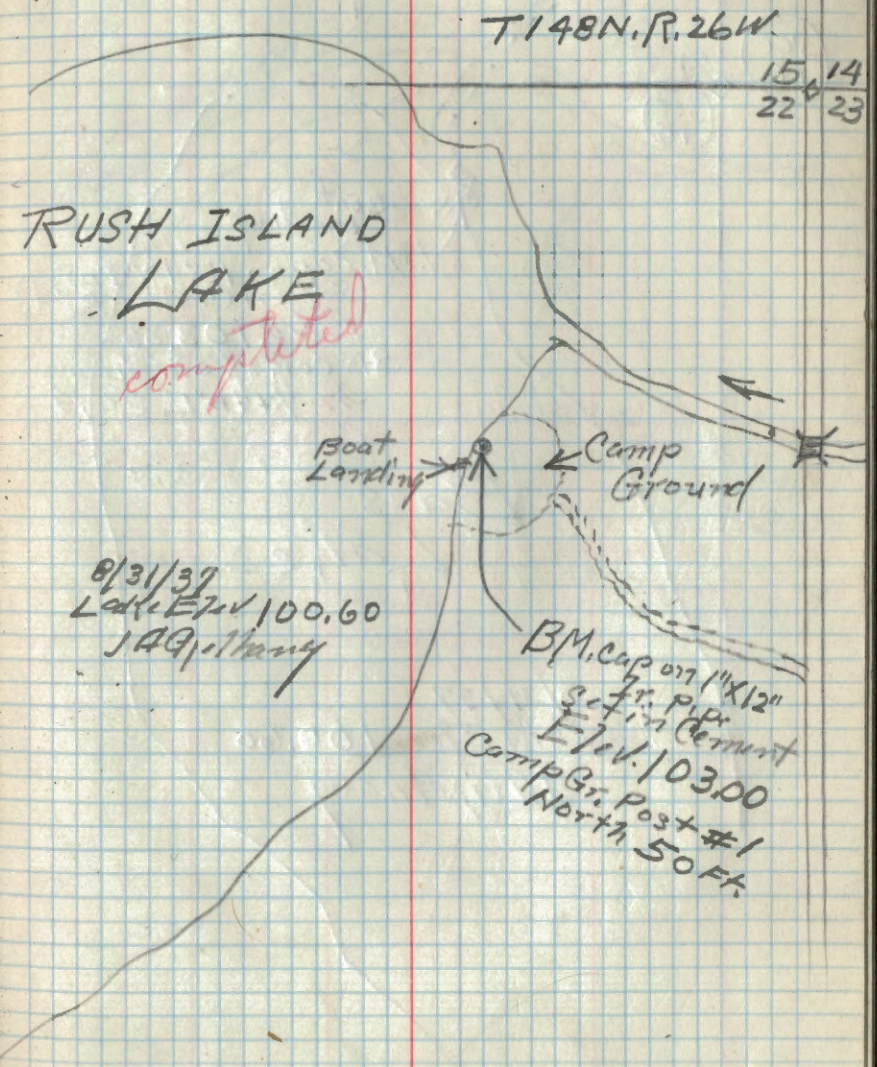 T148N.R.26W.
15 14
22 23
RUSH ISLAND
LAKE
completed
Boat
Landing
Camp
Ground
8/31/37
Lake Elev 100.60
BM. Cap on 1"X12"
Ir. pipe
Set in Cement
Elev. 103.00
Camp Gr. Post #1
North 50 Ft.